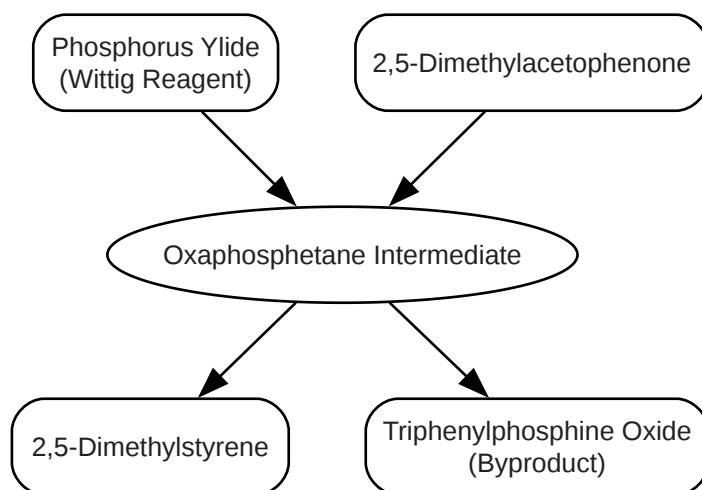 Phosphorus Ylide
(Wittig Reagent)
2,5-Dimethylacetophenone
Oxaphosphetane Intermediate
2,5-Dimethylstyrene
Triphenylphosphine Oxide
(Byproduct)